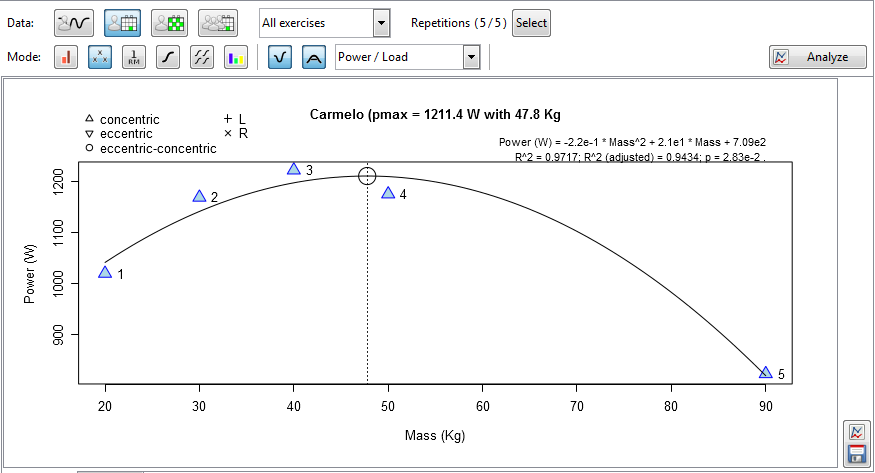 Data: All exercises Repetitions (5/5) Select
Mode: 1 RM Power / Load Analyze
Carmelo (pmax = 1211.4 W with 47.8 Kg
concentric L
eccentric R
eccentric-concentric
Power (W) = -2.2e-1 * Mass^2 + 2.1e1 * Mass + 7.09e2
R^2 = 0.9717; R^2 (adjusted) = 0.9434; p = 2.83e-2 .
Power (W)
1200
1100
1000
900
1
2
3
4
5
20 30 40 50 60 70 80 90
Mass (Kg)